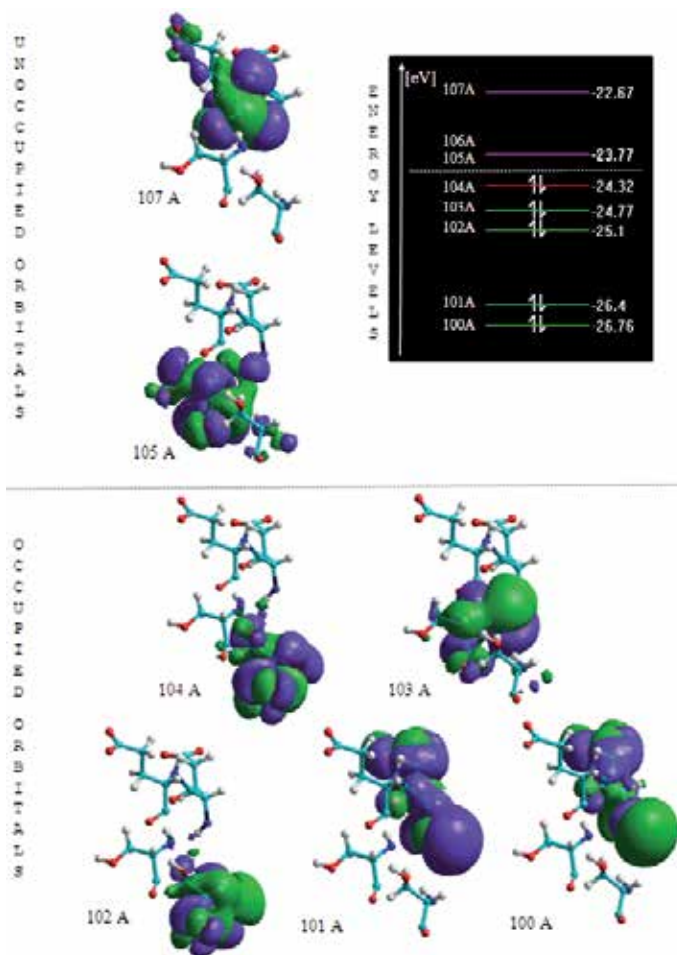 UNOCCUPIED ORBITALS
107 A
105 A
ENERGY LEVELS
[eV]
107A -22.67
106A
105A -23.77
104A -24.32
103A -24.77
102A -25.1
101A -26.4
100A -26.76
OCCUPIED ORBITALS
104 A
103 A
102 A
101 A
100 A